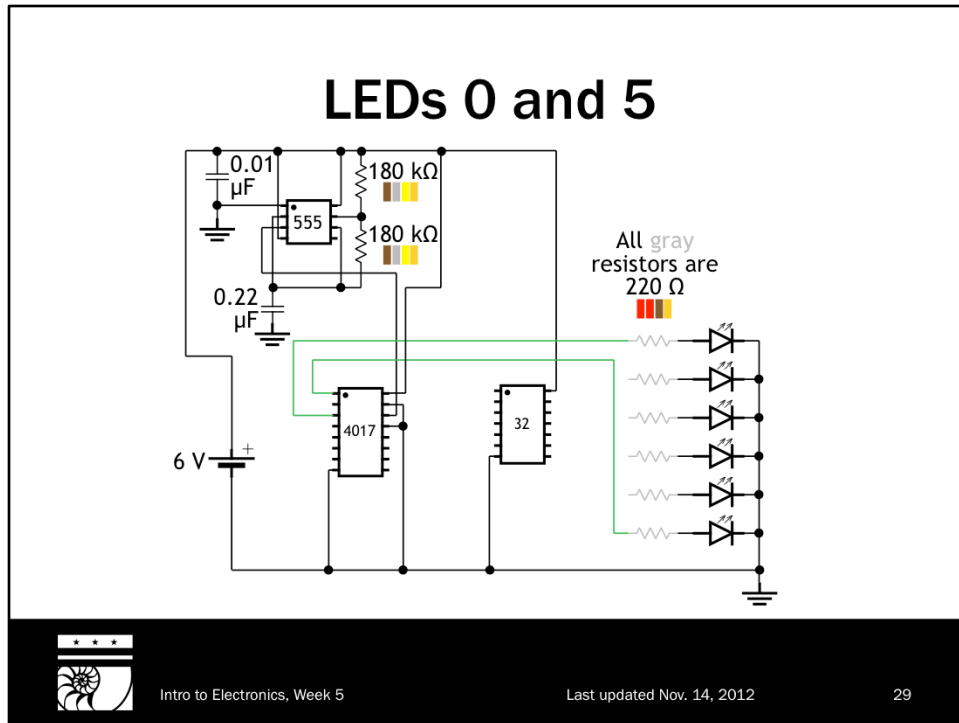 LEDs 0 and 5
0.01
µF
180 kΩ
555
180 kΩ
0.22
µF
All gray
resistors are
220 Ω
4017
32
+
6 V
Intro to Electronics, Week 5
Last updated Nov. 14, 2012
29